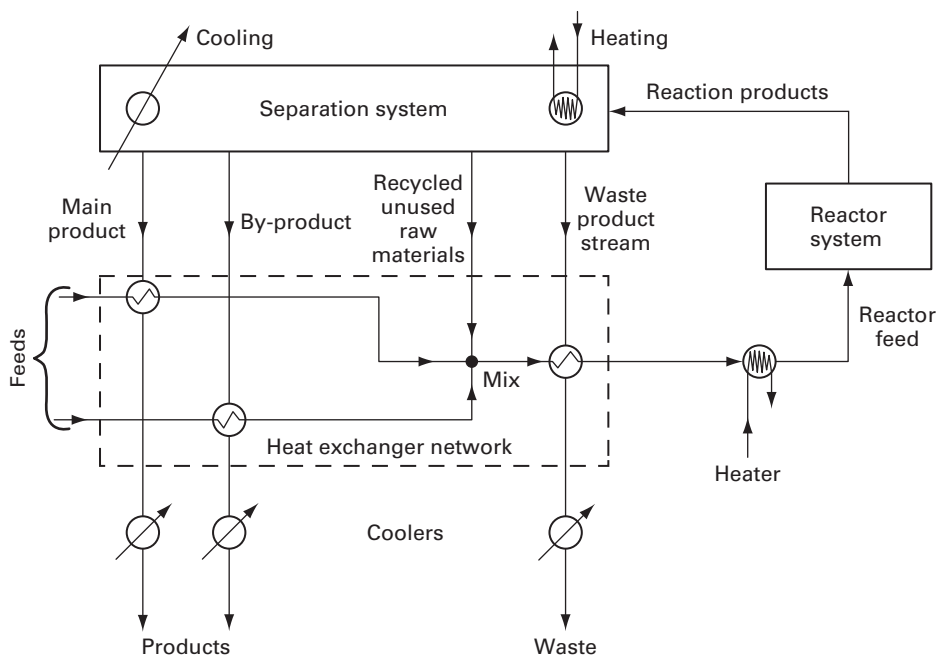 Cooling
Heating
Separation system
Reaction products
Main
product
By-product
Recycled
unused
raw
materials
Waste
product
stream
Reactor
system
Reactor
feed
Feeds
Mix
Heat exchanger network
Heater
Coolers
Products
Waste